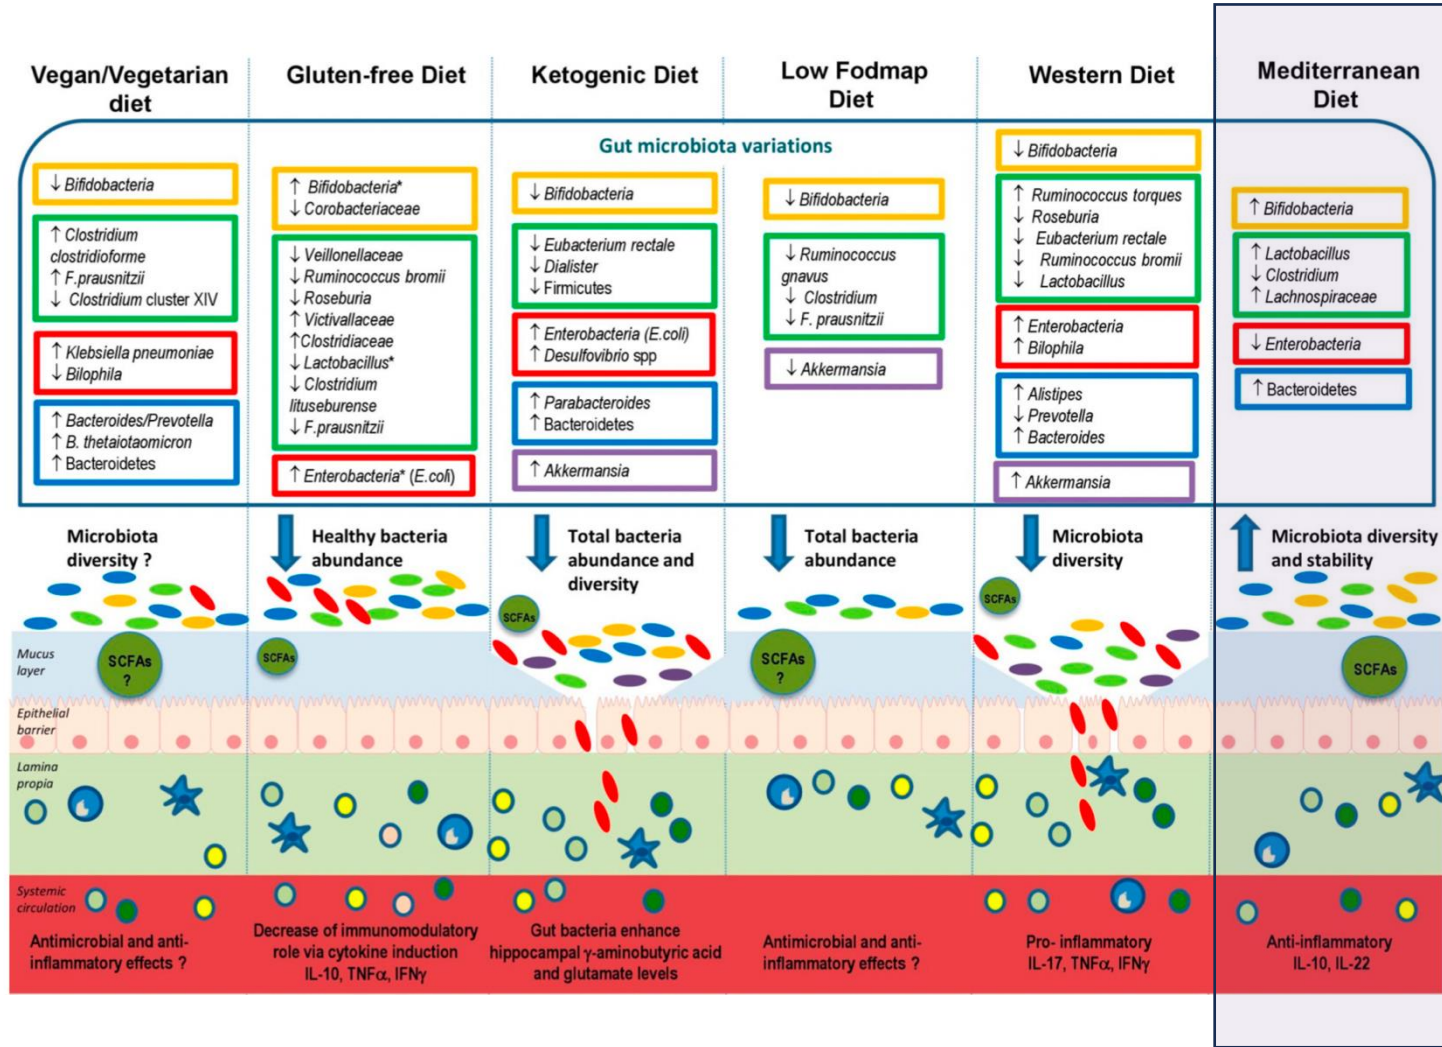 Vegan/Vegetarian
diet
Gluten-free Diet
Ketogenic Diet
Low Fodmap
Diet
Western Diet
Mediterranean
Diet
Gut microbiota variations
↓ Bifidobacteria
↑ Clostridium
clostridioforme
↑ F.prausnitzii
↓ Clostridium cluster XIV
↑ Klebsiella pneumoniae
↓ Bilophila
↑ Bacteroides/Prevotella
↑ B. thetaiotaomicron
↑ Bacteroidetes
↑ Bifidobacteria*
↓ Corobacteriaceae
↓ Veillonellaceae
↓ Ruminococcus bromii
↓ Roseburia
↑ Victivallaceae
↑Clostridiaceae
↓ Lactobacillus*
↓ Clostridium
lituseburense
↓ F.prausnitzii
↑ Enterobacteria* (E.coli)
↓ Bifidobacteria
↓ Eubacterium rectale
↓ Dialister
↓ Firmicutes
↑ Enterobacteria (E.coli)
↑ Desulfovibrio spp
↑ Parabacteroides
↑ Bacteroidetes
↑ Akkermansia
↓ Bifidobacteria
↓ Ruminococcus
gnavus
↓ Clostridium
↓ F. prausnitzii
↓ Akkermansia
↓ Bifidobacteria
↑ Ruminococcus torques
↓ Roseburia
↓ Eubacterium rectale
↓ Ruminococcus bromii
↓ Lactobacillus
↑ Enterobacteria
↑ Bilophila
↑ Alistipes
↓ Prevotella
↑ Bacteroides
↑ Akkermansia
↑ Bifidobacteria
↑ Lactobacillus
↓ Clostridium
↑ Lachnospiraceae
↓ Enterobacteria
↑ Bacteroidetes
Microbiota
diversity ?
Healthy bacteria
abundance
Total bacteria
abundance and
diversity
Total bacteria
abundance
Microbiota
diversity
Microbiota diversity
and stability
Mucus
layer
SCFAs
?
SCFAs
SCFAs
SCFAs
?
SCFAs
SCFAs
Epithelial
barrier
Lamina
propia
Systemic
circulation
Antimicrobial and anti-
inflammatory effects ?
Decrease of immunomodulatory
role via cytokine induction
IL-10, TNFα, IFNγ
Gut bacteria enhance
hippocampal γ-aminobutyric acid
and glutamate levels
Antimicrobial and anti-
inflammatory effects ?
Pro- inflammatory
IL-17, TNFα, IFNγ
Anti-inflammatory
IL-10, IL-22